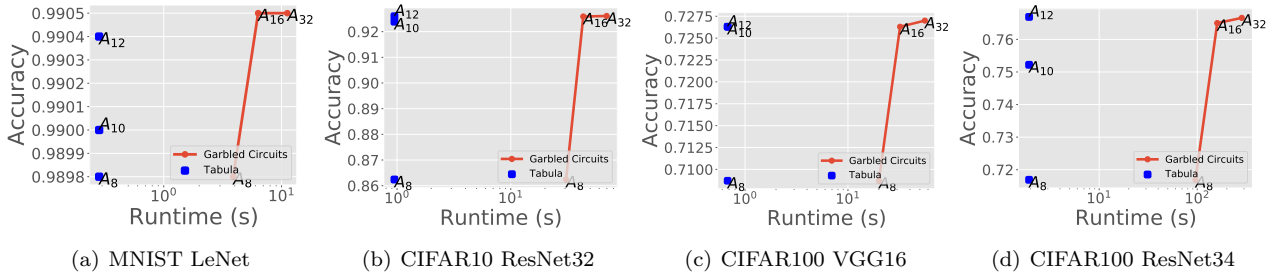 Accuracy
0.9905
0.9904
0.9903
0.9902
0.9901
0.9900
0.9899
0.9898
A12
A10
A8
A16
A32
A8
Garbled Circuits
Tabula
10^0
10^1
Runtime (s)
(a) MNIST LeNet
Accuracy
0.92
0.91
0.90
0.89
0.88
0.87
0.86
A12
A10
A8
A16
A32
A8
Garbled Circuits
Tabula
10^0
10^1
Runtime (s)
(b) CIFAR10 ResNet32
Accuracy
0.7275
0.7250
0.7225
0.7200
0.7175
0.7150
0.7125
0.7100
A12
A10
A8
A16
A32
A8
Garbled Circuits
Tabula
10^0
10^1
Runtime (s)
(c) CIFAR100 VGG16
Accuracy
0.76
0.75
0.74
0.73
0.72
A12
A10
A8
A16
A32
A8
Garbled Circuits
Tabula
10^1
10^2
Runtime (s)
(d) CIFAR100 ResNet34